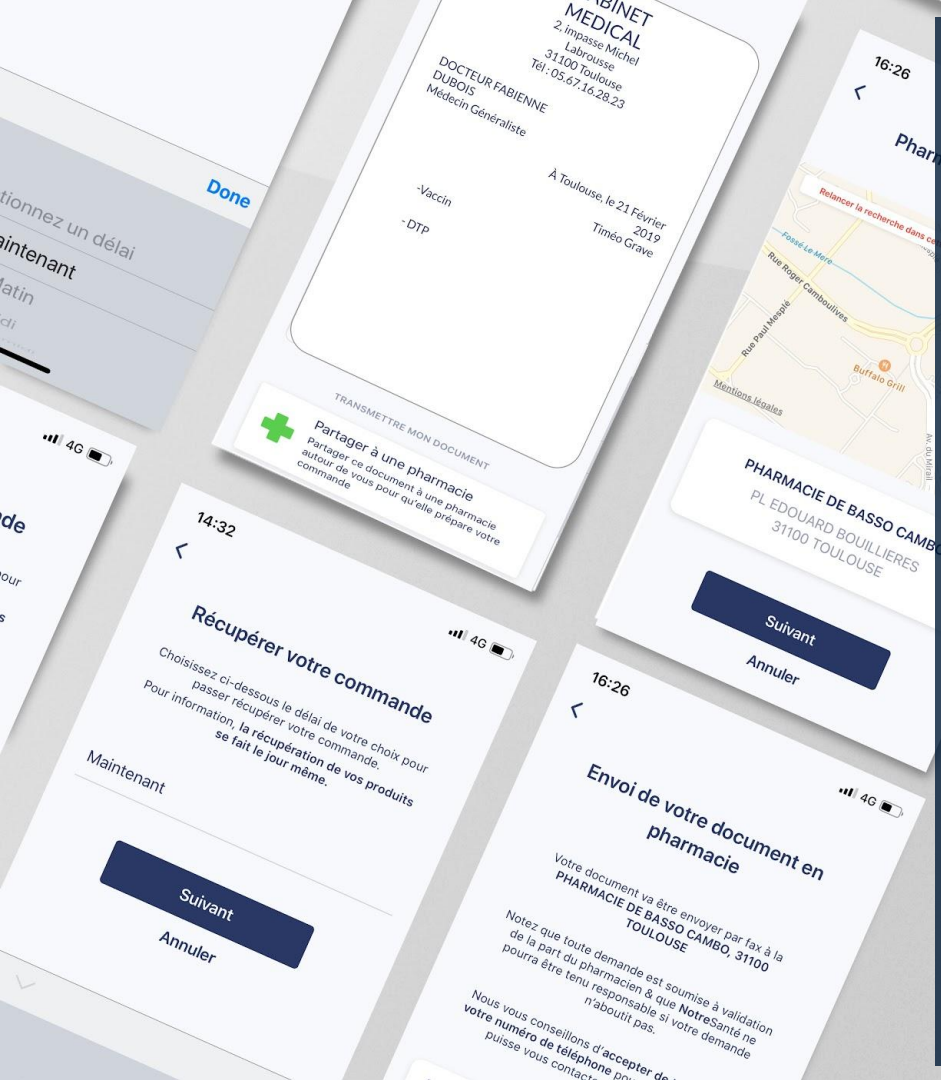 Done
un délai
CABINET
MEDICAL
2, impasse Michel
Labrousse
31100 Toulouse
Tél : 05.67.16.28.23
DOCTEUR FABIENNE
DUBOIS
Médecin Généraliste
À Toulouse, le 21 Février
2019
Timéo Grave
-Vaccin
- DTP
TRANSMETTRE MON DOCUMENT
Partager à une pharmacie
Partager ce document à une pharmacie
autour de vous pour qu'elle prépare votre
commande
16:26
Relancer la recherche dans
Fossé Le Mere
Rue Roger Camboulives
Rue Paul Mesplé
Buffalo Grill
Mentions légales
Av. du Mirail
PHARMACIE DE BASSO
PL EDOUARD BOUILLIERES
31100 TOULOUSE
Suivant
Annuler
4G
14:32
4G
Récupérer votre commande
Choisissez ci-dessous le délai de votre choix pour
passer récupérer votre commande.
Pour information, la récupération de vos produits
se fait le jour même.
Maintenant
Suivant
Annuler
16:26
4G
Envoi de votre document en
pharmacie
Votre document va être envoyer par fax à la
PHARMACIE DE BASSO CAMBO, 31100
TOULOUSE
Notez que toute demande est soumise à validation
de la part du pharmacien & que NotreSanté ne
pourra être tenu responsable si votre demande
n'aboutit pas.
Nous vous conseillons d'accepter de
votre numéro de téléphone
puisse vous